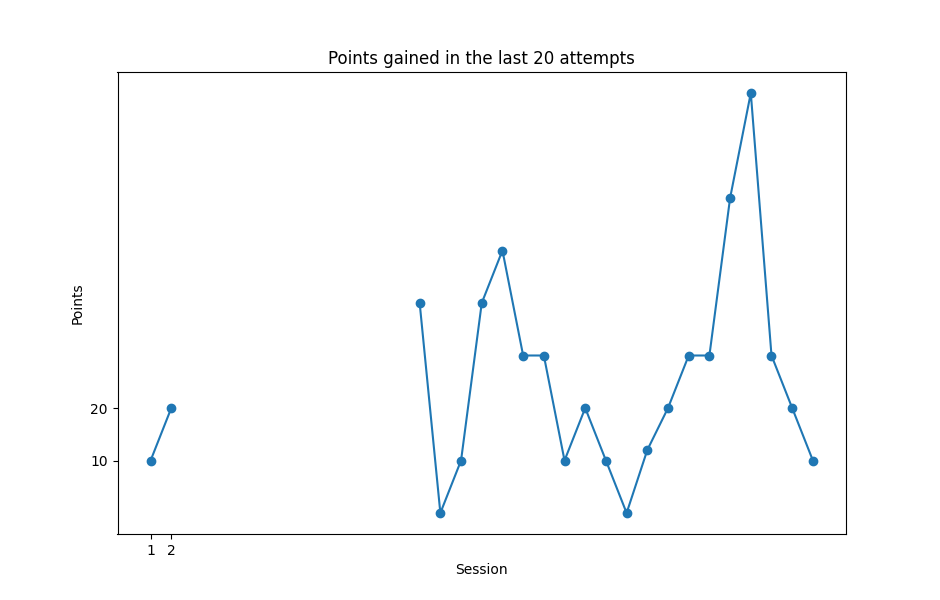 Points gained in the last 20 attempts
Points
20
10
1 2
Session